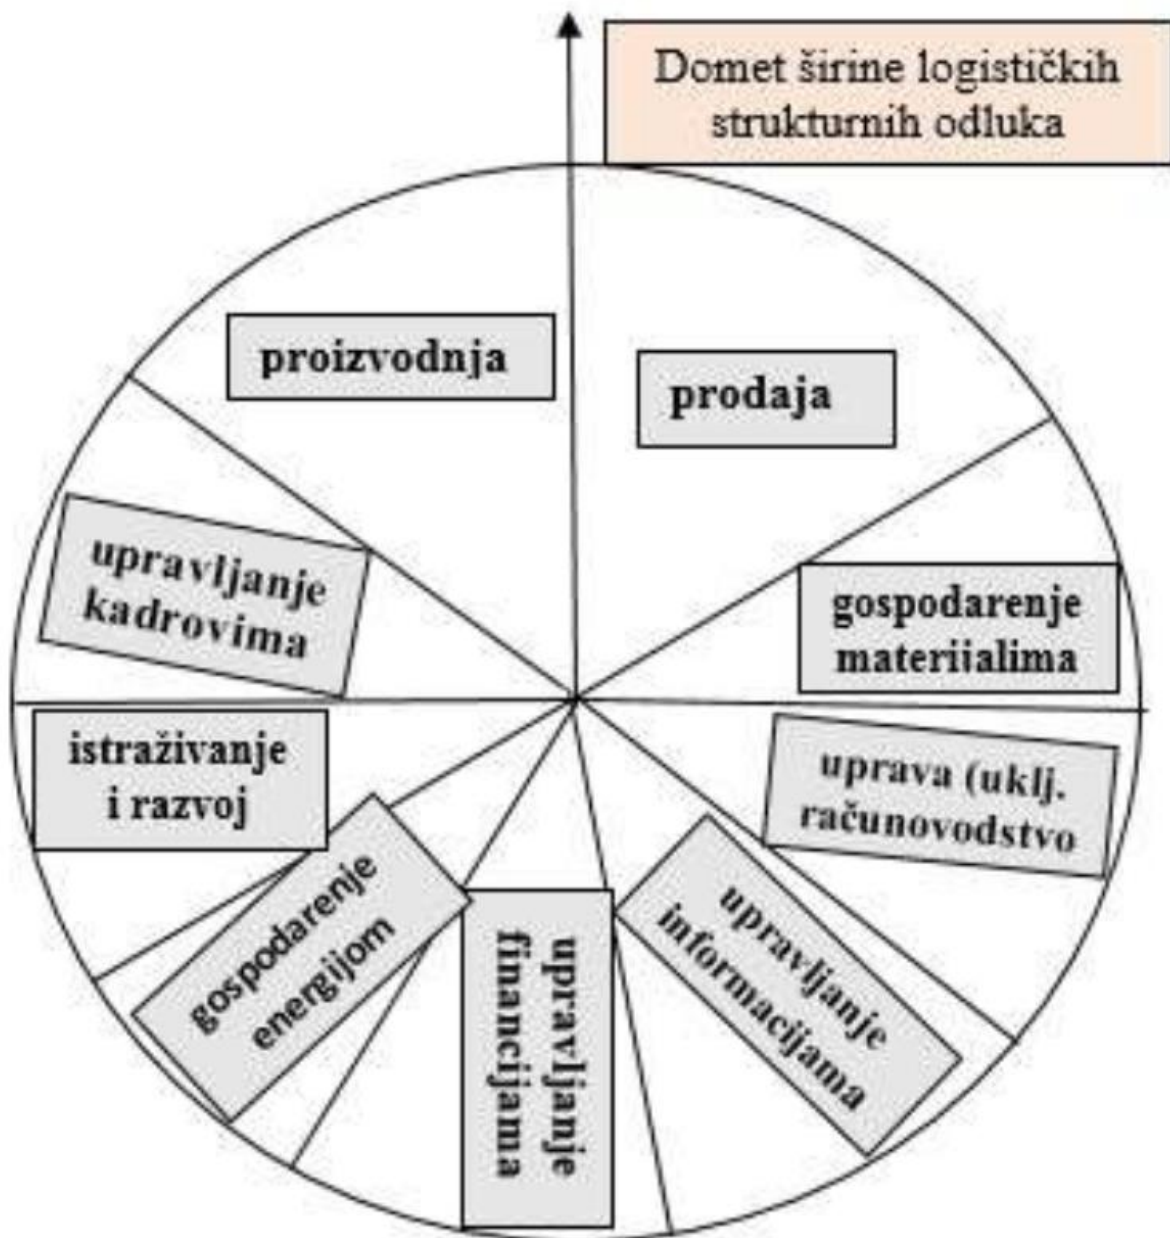 Domet širine logističkih
strukturnih odluka
proizvodnja
prodaja
upravljanje
kadrovima
gospodarenje
materijalima
istraživanje
i razvoj
uprava (uklj.
računovodstvo
gospodarenje
energijom
upravljanje
financijama
upravljanje
informacijama